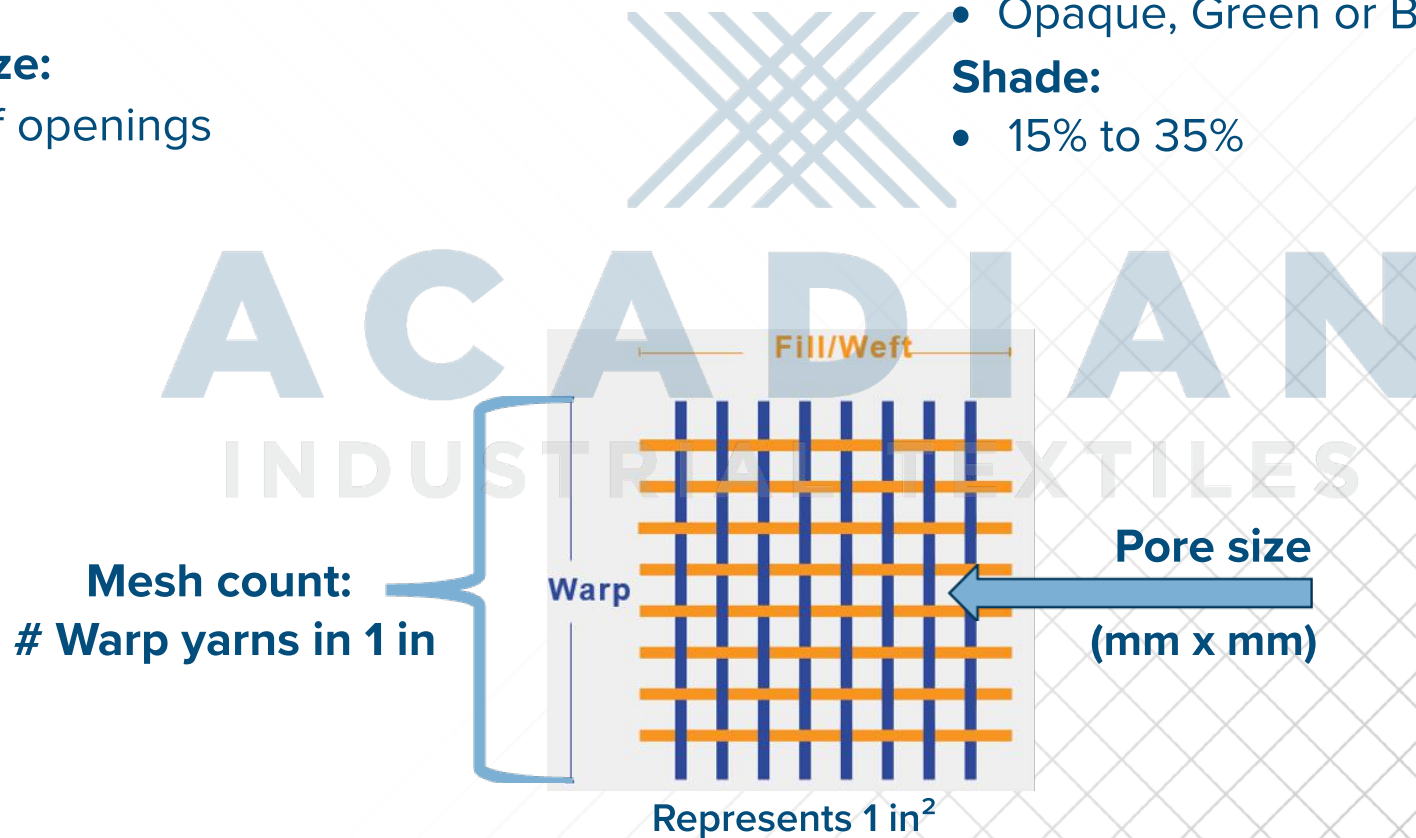 Opaque, Green or B
ze:
Shade:
f openings
15% to 35%
ACADIAN
INDUSTRIAL TEXTILES
Fill/Weft
Pore size
Mesh count:
Warp
# Warp yarns in 1 in
(mm x mm)
Represents 1 in²